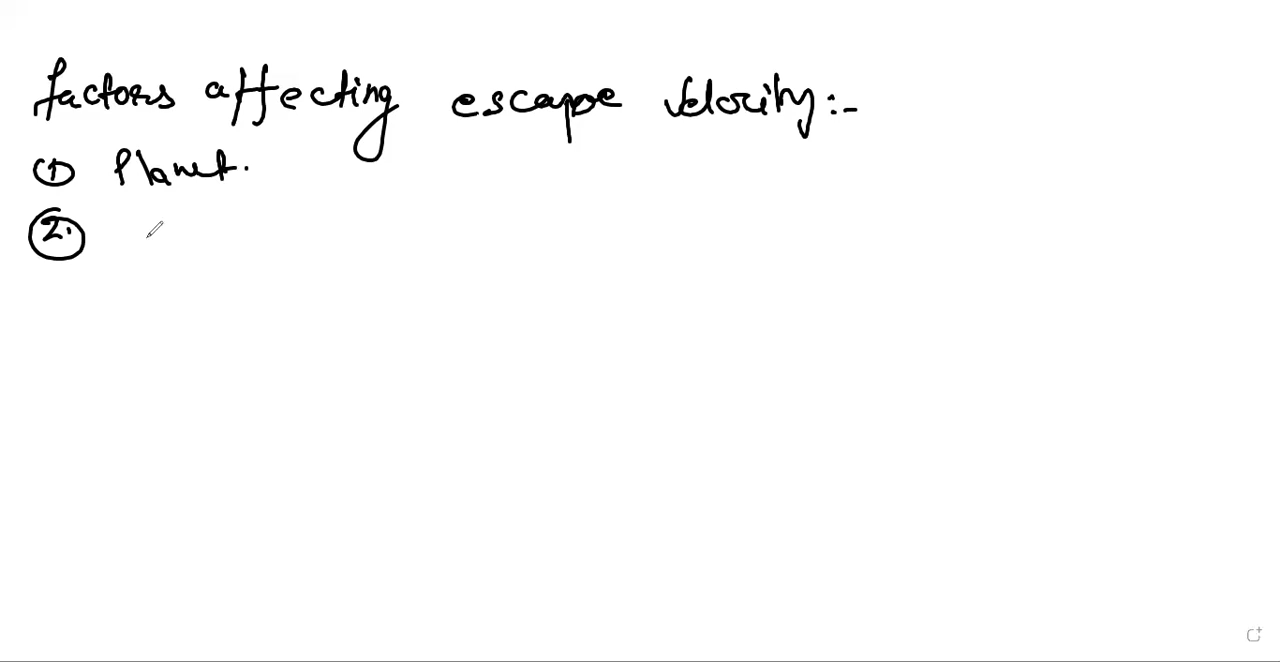 factors affecting escape velocity:-
① Planet.
②.